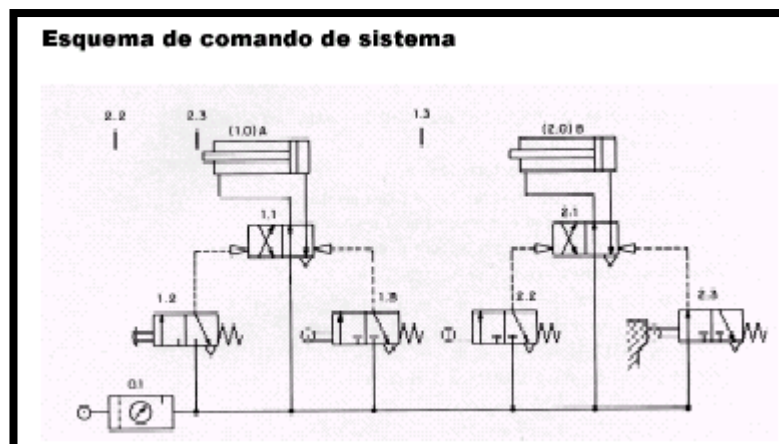 Esquema de comando de sistema
2.2 2.3 1.3
(1.0) A (2.0) B
1.1 2.1
1.2 1.3 2.2 2.3
0.1